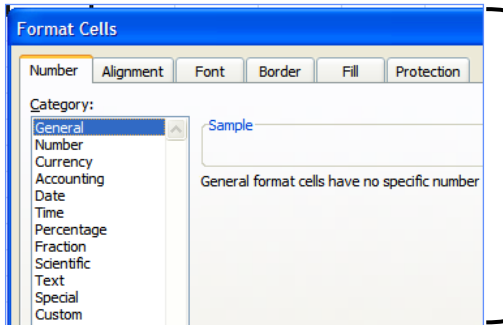 Format Cells
Number Alignment Font Border Fill Protection
Category:
General
Number
Currency
Accounting
Date
Time
Percentage
Fraction
Scientific
Text
Special
Custom
Sample
General format cells have no specific number